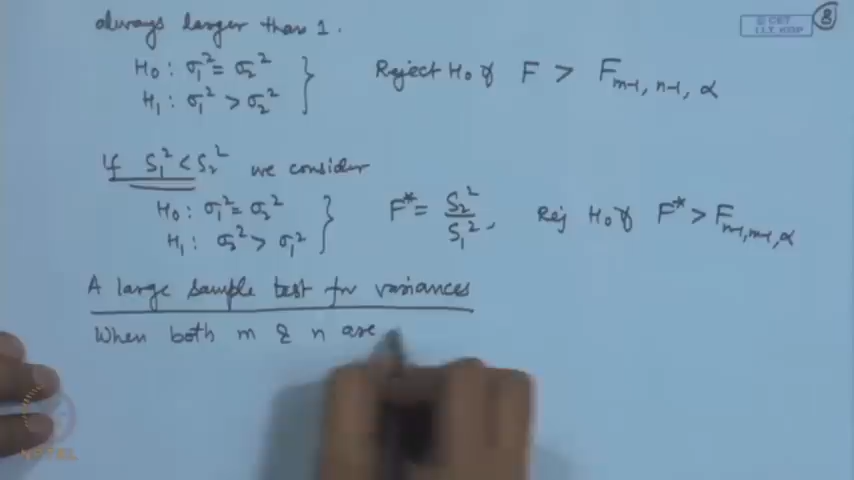 always larger than 1.
H₀ : σ₁² = σ₂² } Reject H₀ if F > F_{m-1, n-1, α}
H₁ : σ₁² > σ₂²
If S₁² < S₂² we consider
H₀ : σ₁² = σ₂² } F* = S₂² / S₁², Rej H₀ if F* > F_{n-1, m-1, α}
H₁ : σ₂² > σ₁²
A large sample test for variances
When both m & n are
© CET
I.I.T. KGP
8
NPTEL